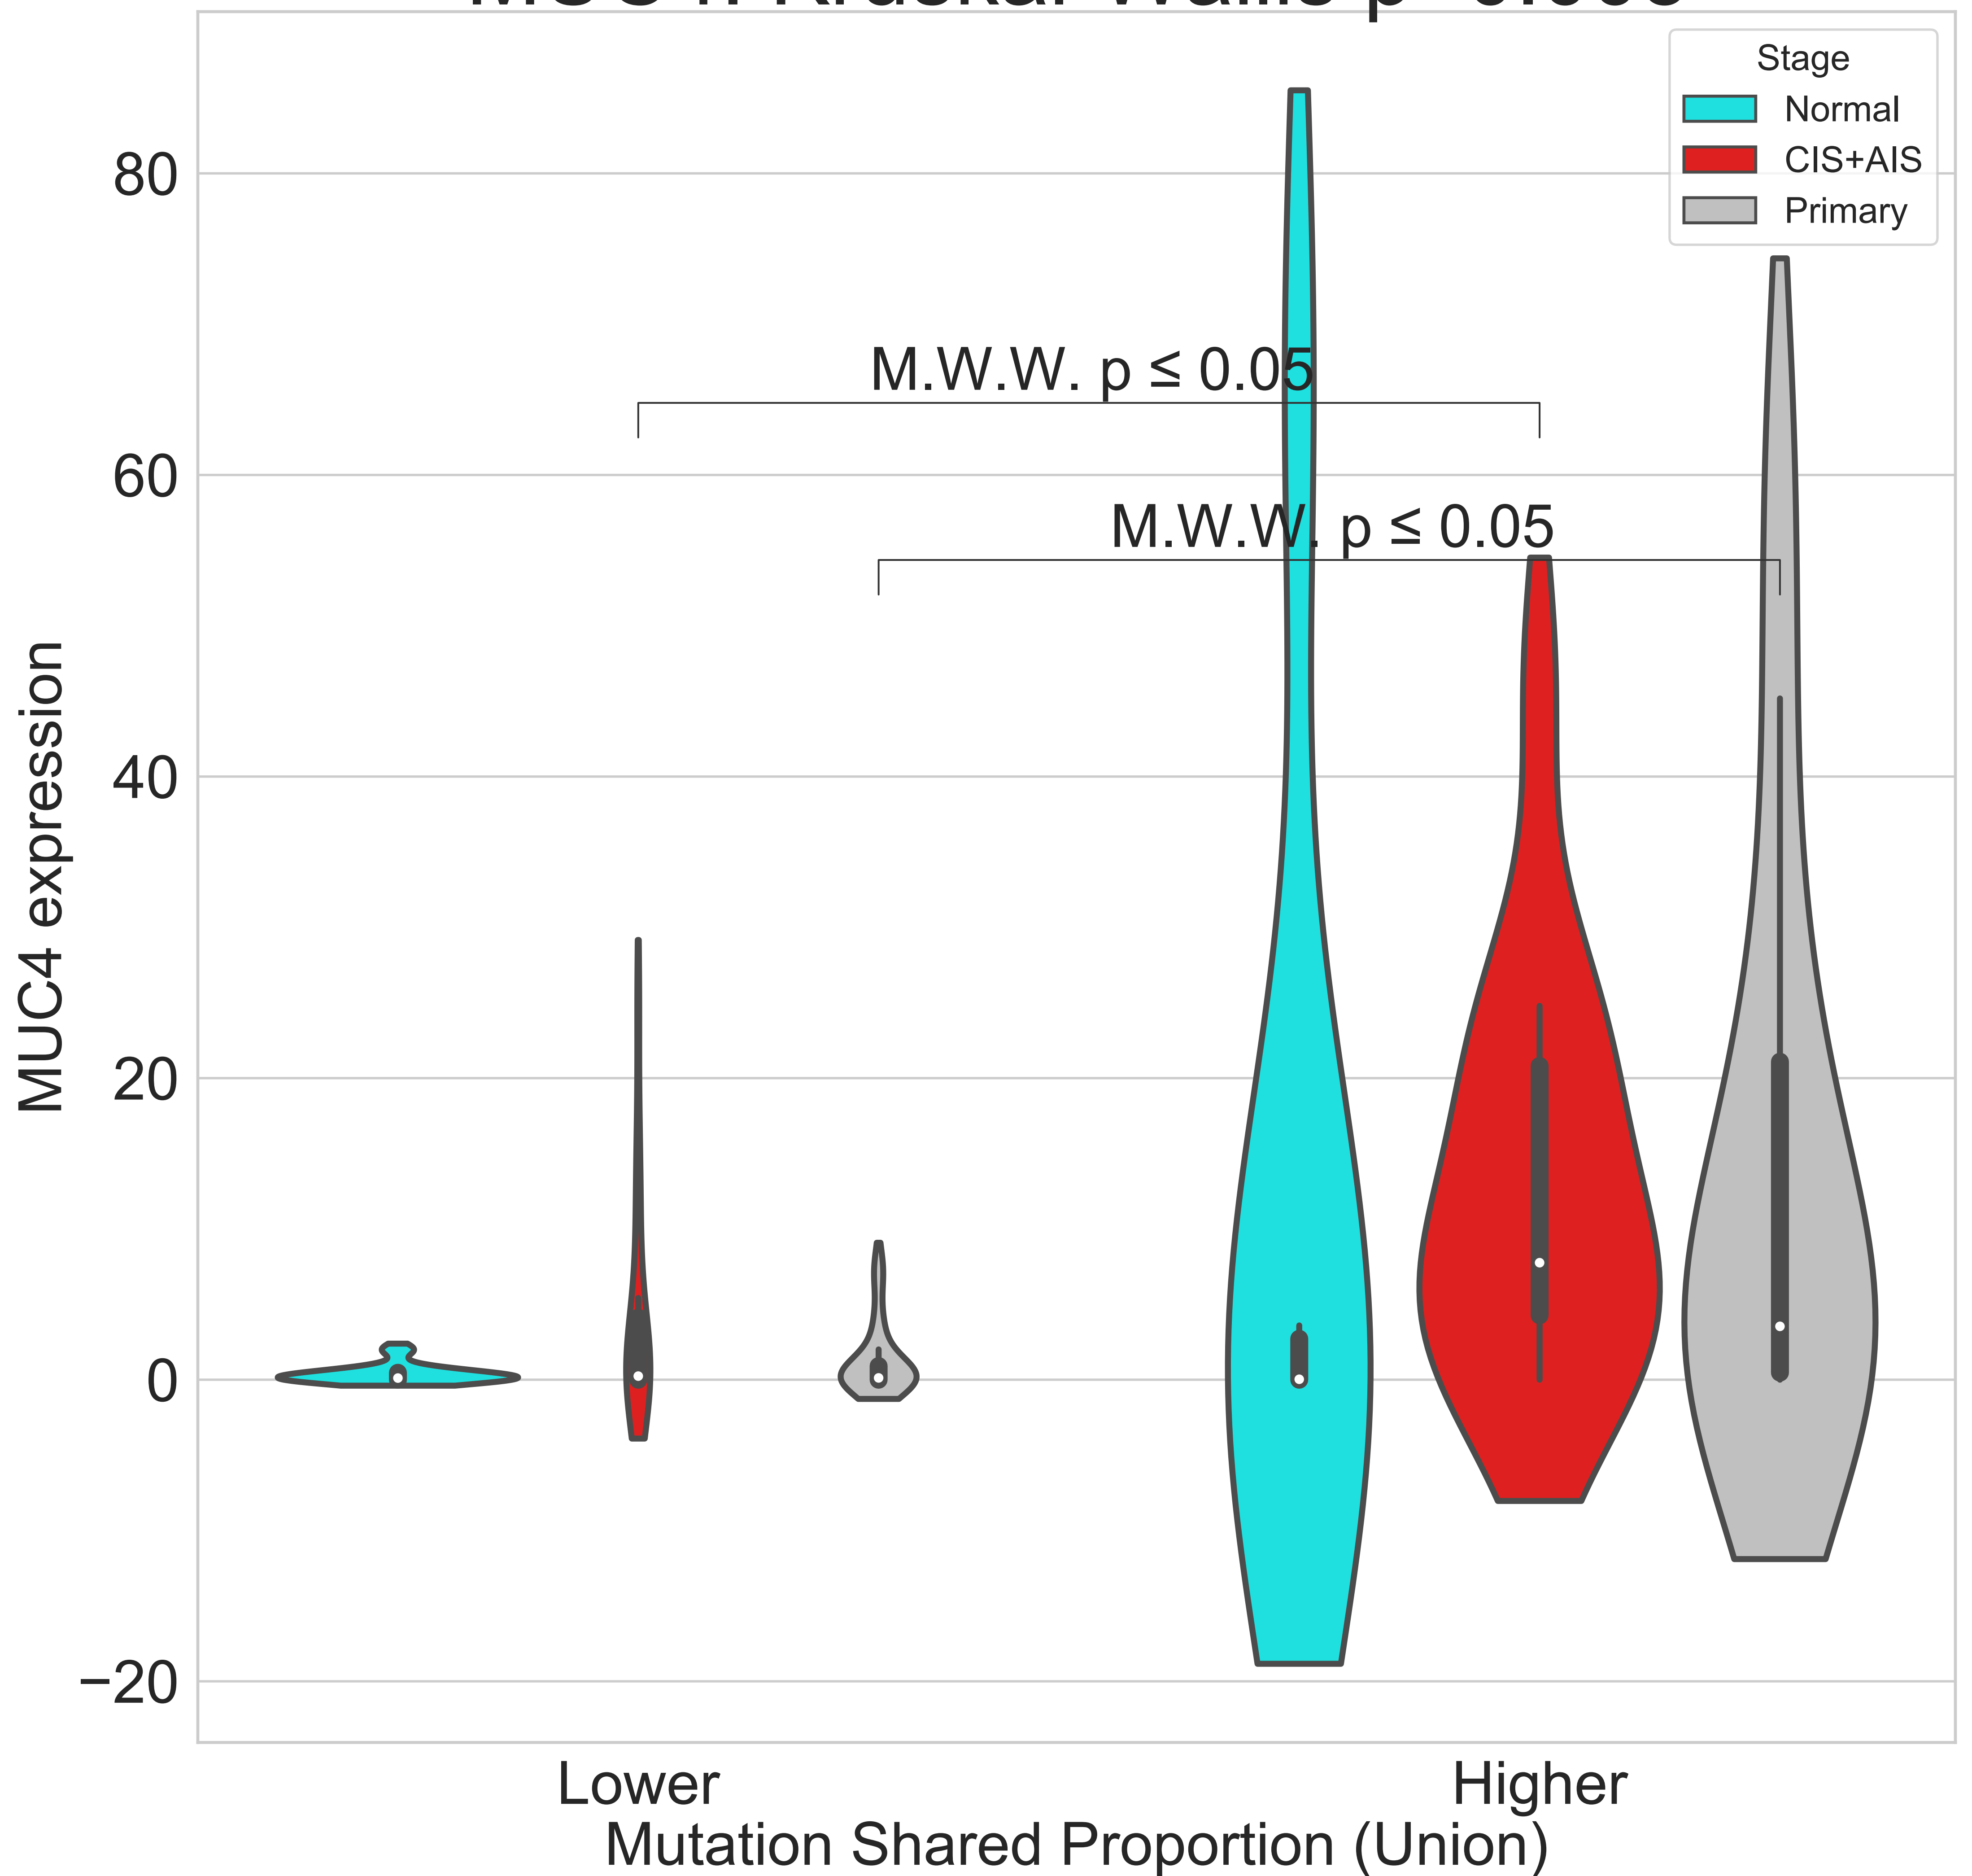 Stage
Normal
CIS+AIS
Primary
80
60
40
20
0
−20
M.W.W. p ≤ 0.05
M.W.W. p ≤ 0.05
MUC4 expression
Lower
Higher
Mutation Shared Proportion (Union)